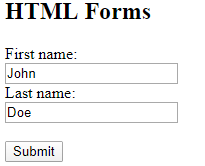 HTML Forms
First name:
John
Last name:
Doe
Submit